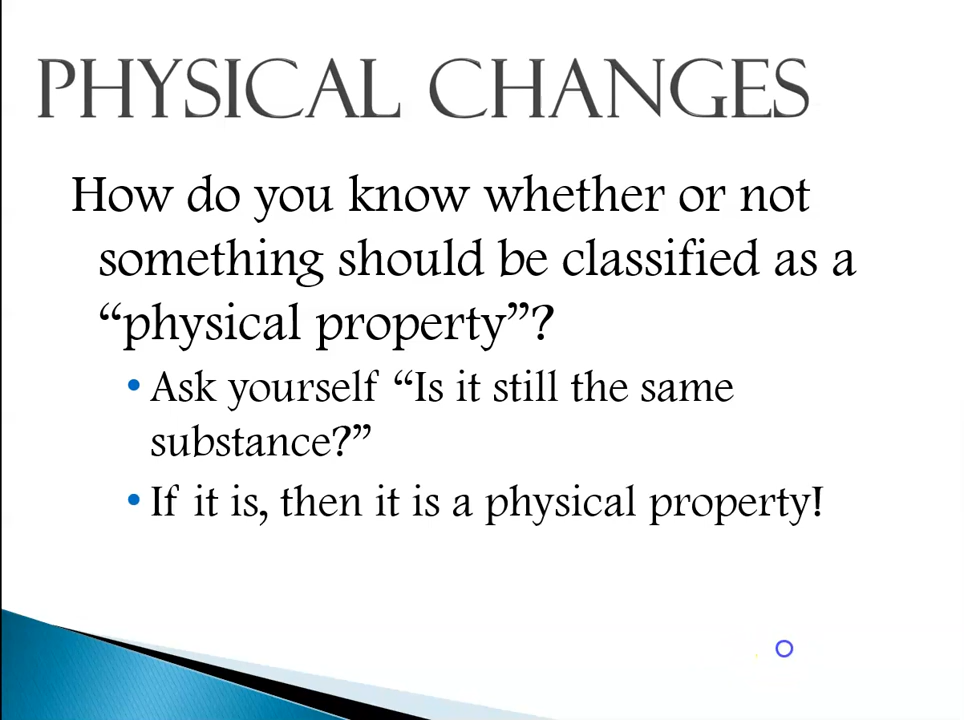 PHYSICAL CHANGES
How do you know whether or not
something should be classified as a
“physical property”?
• Ask yourself “Is it still the same
substance?”
• If it is, then it is a physical property!